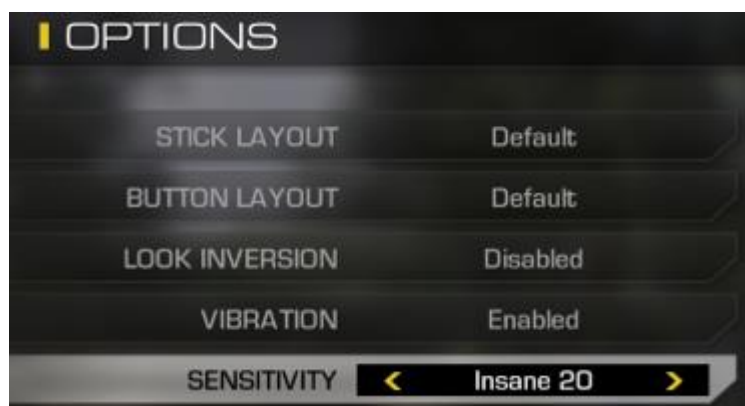 OPTIONS
STICK LAYOUT Default
BUTTON LAYOUT Default
LOOK INVERSION Disabled
VIBRATION Enabled
SENSITIVITY < Insane 20 >